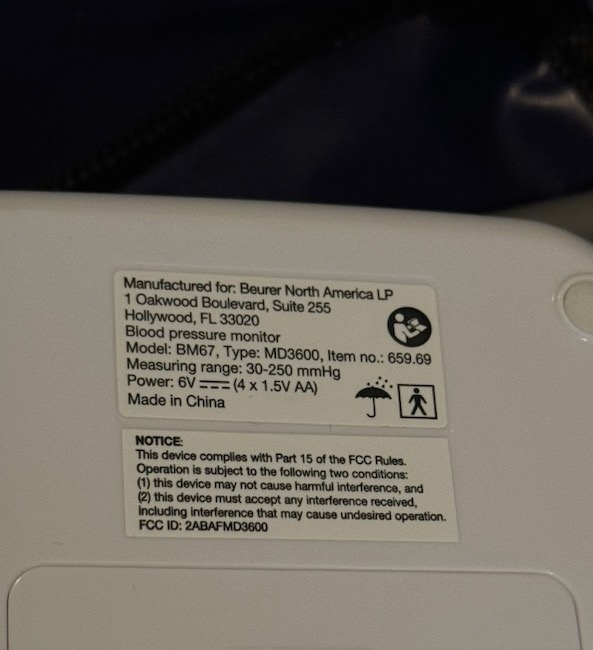 Manufactured for: Beurer North America LP
1 Oakwood Boulevard, Suite 255
Hollywood, FL 33020
Blood pressure monitor
Model: BM67, Type: MD3600, Item no.: 659.69
Measuring range: 30-250 mmHg
Power: 6V ⎓ (4 x 1.5V AA)
Made in China
NOTICE:
This device complies with Part 15 of the FCC Rules.
Operation is subject to the following two conditions:
(1) this device may not cause harmful interference, and
(2) this device must accept any interference received,
including interference that may cause undesired operation.
FCC ID: 2ABAFMD3600